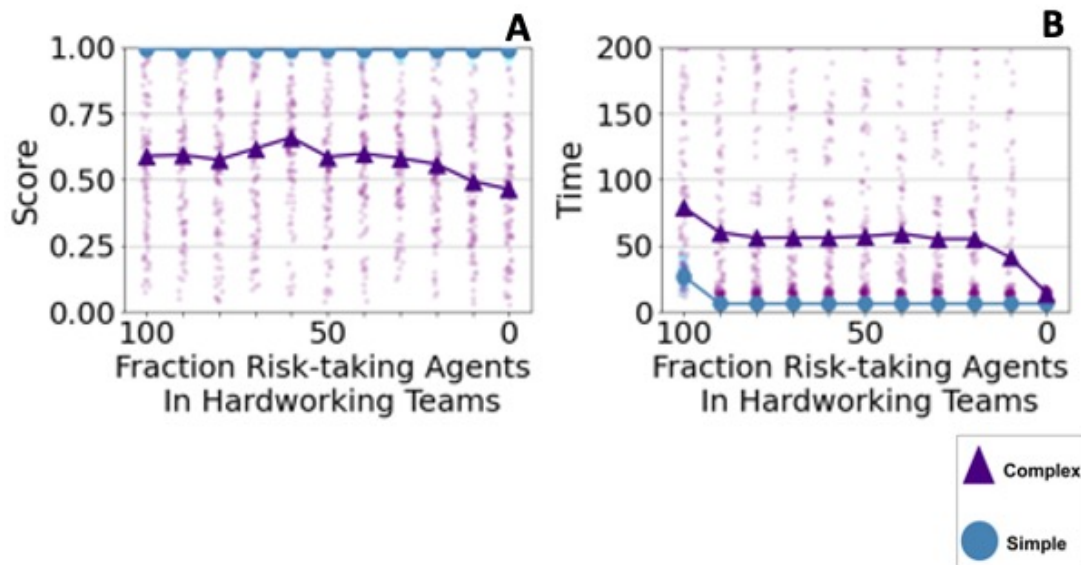 A
B
1.00
0.75
0.50
0.25
0.00
Score
100
50
0
Fraction Risk-taking Agents
In Hardworking Teams
200
150
100
50
0
Time
100
50
0
Fraction Risk-taking Agents
In Hardworking Teams
Complex
Simple